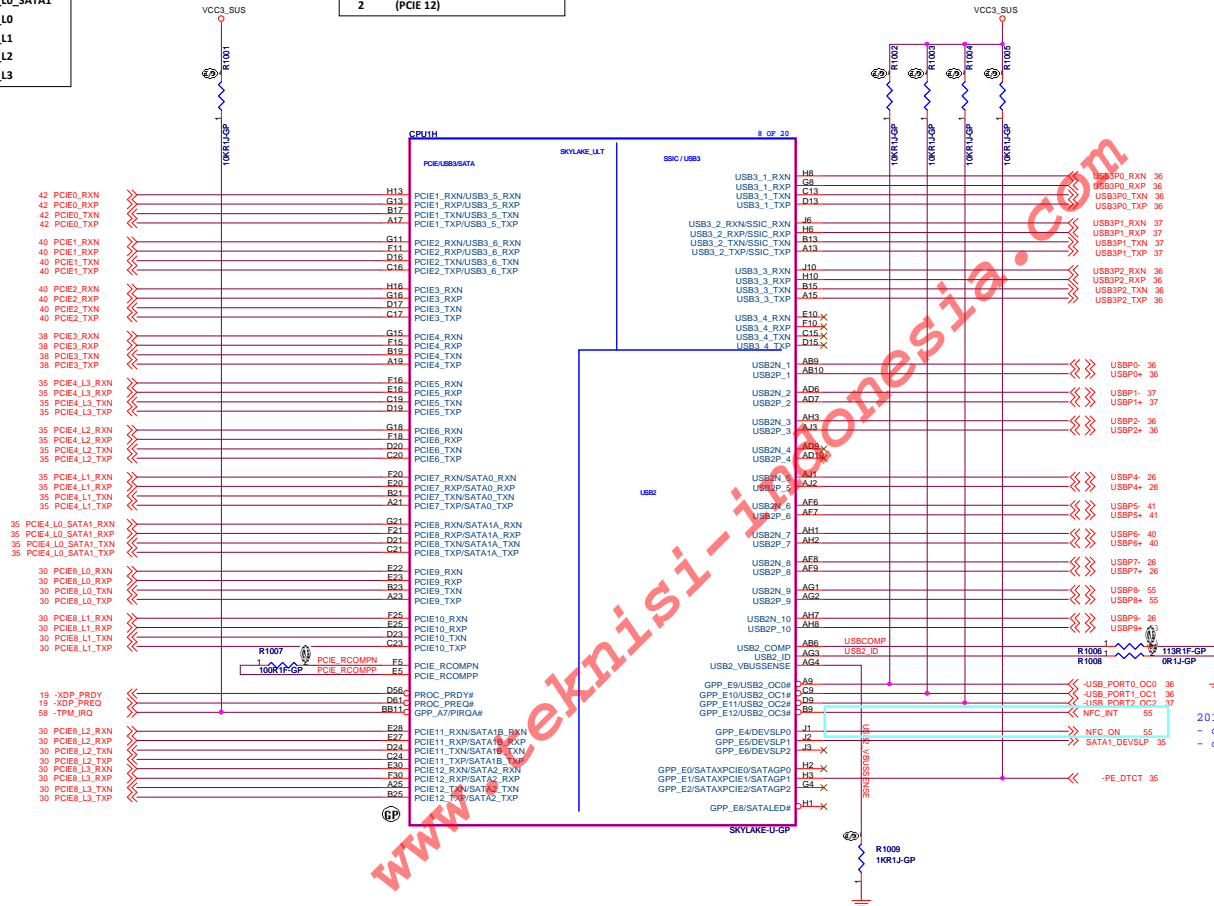 L0_SATA1
L0
L1
L2
L3
2 (PCIE 12)
VCC3_SUS
VCC3_SUS
R1001
10KR1J-GP
R1002
R1003
R1004
R1005
10KR1J-GP
10KR1J-GP
10KR1J-GP
10KR1J-GP
CPU1H
8 OF 20
SKYLAKE_ULT
PCIE/USB3/SATA
SSIC / USB3
USB2
42 PCIE0_RXN H13 PCIE1_RXN/USB3_5_RXN
42 PCIE0_RXP G13 PCIE1_RXP/USB3_5_RXP
42 PCIE0_TXN B17 PCIE1_TXN/USB3_5_TXN
42 PCIE0_TXP A17 PCIE1_TXP/USB3_5_TXP
40 PCIE1_RXN G11 PCIE2_RXN/USB3_6_RXN
40 PCIE1_RXP F11 PCIE2_RXP/USB3_6_RXP
40 PCIE1_TXN D16 PCIE2_TXN/USB3_6_TXN
40 PCIE1_TXP C16 PCIE2_TXP/USB3_6_TXP
40 PCIE2_RXN H16 PCIE3_RXN
40 PCIE2_RXP G16 PCIE3_RXP
40 PCIE2_TXN D17 PCIE3_TXN
40 PCIE2_TXP C17 PCIE3_TXP
38 PCIE3_RXN G15 PCIE4_RXN
38 PCIE3_RXP F15 PCIE4_RXP
38 PCIE3_TXN B19 PCIE4_TXN
38 PCIE3_TXP A19 PCIE4_TXP
35 PCIE4_L3_RXN F16 PCIE5_RXN
35 PCIE4_L3_RXP E16 PCIE5_RXP
35 PCIE4_L3_TXN C19 PCIE5_TXN
35 PCIE4_L3_TXP D19 PCIE5_TXP
35 PCIE4_L2_RXN G18 PCIE6_RXN
35 PCIE4_L2_RXP F18 PCIE6_RXP
35 PCIE4_L2_TXN D20 PCIE6_TXN
35 PCIE4_L2_TXP C20 PCIE6_TXP
35 PCIE4_L1_RXN F20 PCIE7_RXN/SATA0_RXN
35 PCIE4_L1_RXP E20 PCIE7_RXP/SATA0_RXP
35 PCIE4_L1_TXN B21 PCIE7_TXN/SATA0_TXN
35 PCIE4_L1_TXP A21 PCIE7_TXP/SATA0_TXP
35 PCIE4_L0_SATA1_RXN G21 PCIE8_RXN/SATA1A_RXN
35 PCIE4_L0_SATA1_RXP F21 PCIE8_RXP/SATA1A_RXP
35 PCIE4_L0_SATA1_TXN D21 PCIE8_TXN/SATA1A_TXN
35 PCIE4_L0_SATA1_TXP C21 PCIE8_TXP/SATA1A_TXP
30 PCIE8_L0_RXN E22 PCIE9_RXN
30 PCIE8_L0_RXP E23 PCIE9_RXP
30 PCIE8_L0_TXN B23 PCIE9_TXN
30 PCIE8_L0_TXP A23 PCIE9_TXP
30 PCIE8_L1_RXN F25 PCIE10_RXN
30 PCIE8_L1_RXP E25 PCIE10_RXP
30 PCIE8_L1_TXN D23 PCIE10_TXN
30 PCIE8_L1_TXP C23 PCIE10_TXP
R1007
100R1F-GP
PCIE_RCOMPN F5 PCIE_RCOMPN
PCIE_RCOMPP E5 PCIE_RCOMPP
19 -XDP_PRDY D56 PROC_PRDY#
19 -XDP_PREQ D61 PROC_PREQ#
58 -TPM_IRQ BB11 GPP_A7/PIRQA#
30 PCIE8_L2_RXN E28 PCIE11_RXN/SATA1B_RXN
30 PCIE8_L2_RXP E27 PCIE11_RXP/SATA1B_RXP
30 PCIE8_L2_TXN D24 PCIE11_TXN/SATA1B_TXN
30 PCIE8_L2_TXP C24 PCIE11_TXP/SATA1B_TXP
30 PCIE8_L3_RXN E30 PCIE12_RXN/SATA2_RXN
30 PCIE8_L3_RXP F30 PCIE12_RXP/SATA2_RXP
30 PCIE8_L3_TXN A25 PCIE12_TXN/SATA2_TXN
30 PCIE8_L3_TXP B25 PCIE12_TXP/SATA2_TXP
GP
USB3_1_RXN H8 USB3P0_RXN 36
USB3_1_RXP G8 USB3P0_RXP 36
USB3_1_TXN C13 USB3P0_TXN 36
USB3_1_TXP D13 USB3P0_TXP 36
USB3_2_RXN/SSIC_RXN J6 USB3P1_RXN 37
USB3_2_RXP/SSIC_RXP H6 USB3P1_RXP 37
USB3_2_TXN/SSIC_TXN B13 USB3P1_TXN 37
USB3_2_TXP/SSIC_TXP A13 USB3P1_TXP 37
USB3_3_RXN J10 USB3P2_RXN 36
USB3_3_RXP H10 USB3P2_RXP 36
USB3_3_TXN B15 USB3P2_TXN 36
USB3_3_TXP A15 USB3P2_TXP 36
USB3_4_RXN E10
USB3_4_RXP F10
USB3_4_TXN C15
USB3_4_TXP D15
USB2N_1 AB9 USBP0- 36
USB2P_1 AB10 USBP0+ 36
USB2N_2 AD6 USBP1- 37
USB2P_2 AD7 USBP1+ 37
USB2N_3 AH3 USBP2- 36
USB2P_3 AJ3 USBP2+ 36
USB2N_4 AD9
USB2P_4 AD10
USB2N_5 AJ1 USBP4- 26
USB2P_5 AJ2 USBP4+ 26
USB2N_6 AF6 USBP5- 41
USB2P_6 AF7 USBP5+ 41
USB2N_7 AH1 USBP6- 40
USB2P_7 AH2 USBP6+ 40
USB2N_8 AF8 USBP7- 26
USB2P_8 AF9 USBP7+ 26
USB2N_9 AG1 USBP8- 55
USB2P_9 AG2 USBP8+ 55
USB2N_10 AH7 USBP9- 26
USB2P_10 AH8 USBP9+
USB2_COMP AB6 USBCOMP R1006 1 113R1F-GP
USB2_ID AG3 USB2_ID R1008 1 0R1J-GP
USB2_VBUSSENSE AG4
GPP_E9/USB2_OC0# A9 -USB_PORT0_OC0 36
GPP_E10/USB2_OC1# C9 -USB_PORT1_OC1 36
GPP_E11/USB2_OC2# D9 -USB_PORT2_OC2 37
GPP_E12/USB2_OC3# B9 NFC_INT 55
GPP_E4/DEVSLP0 J1 NFC_ON 55
GPP_E5/DEVSLP1 J2 SATA1_DEVSLP 35
GPP_E6/DEVSLP2 J3
GPP_E0/SATAXPCIE0/SATAGP0 H2
GPP_E1/SATAXPCIE1/SATAGP1 H3 -PE_DTCT 35
GPP_E2/SATAXPCIE2/SATAGP2 G4
GPP_E8/SATALED# H1
USB2_VBUSSENSE
SKYLAKE-U-GP
R1009
1KR1J-GP
201
www.teknisi-indonesia.com